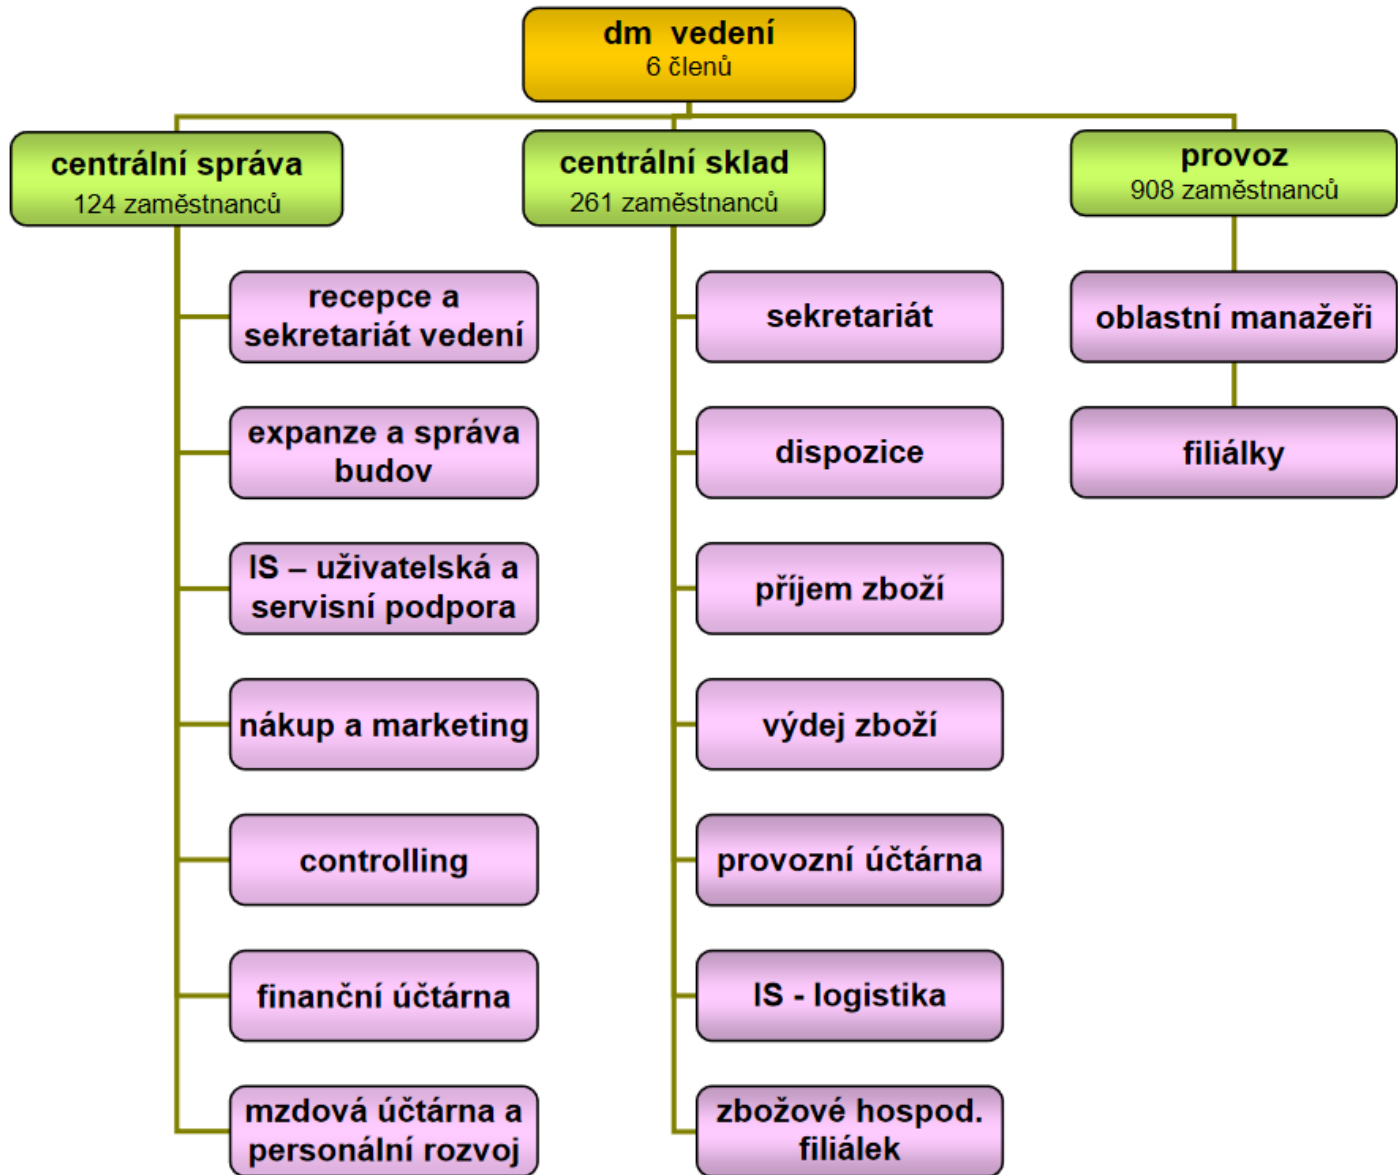 dm vedení
6 členů
centrální správa
124 zaměstnanců
recepce a
sekretariát vedení
expanze a správa
budov
IS – uživatelská a
servisní podpora
nákup a marketing
controlling
finanční účtárna
mzdová účtárna a
personální rozvoj
centrální sklad
261 zaměstnanců
sekretariát
dispozice
příjem zboží
výdej zboží
provozní účtárna
IS - logistika
zbožové hospod.
filiálek
provoz
908 zaměstnanců
oblastní manažeři
filiálky